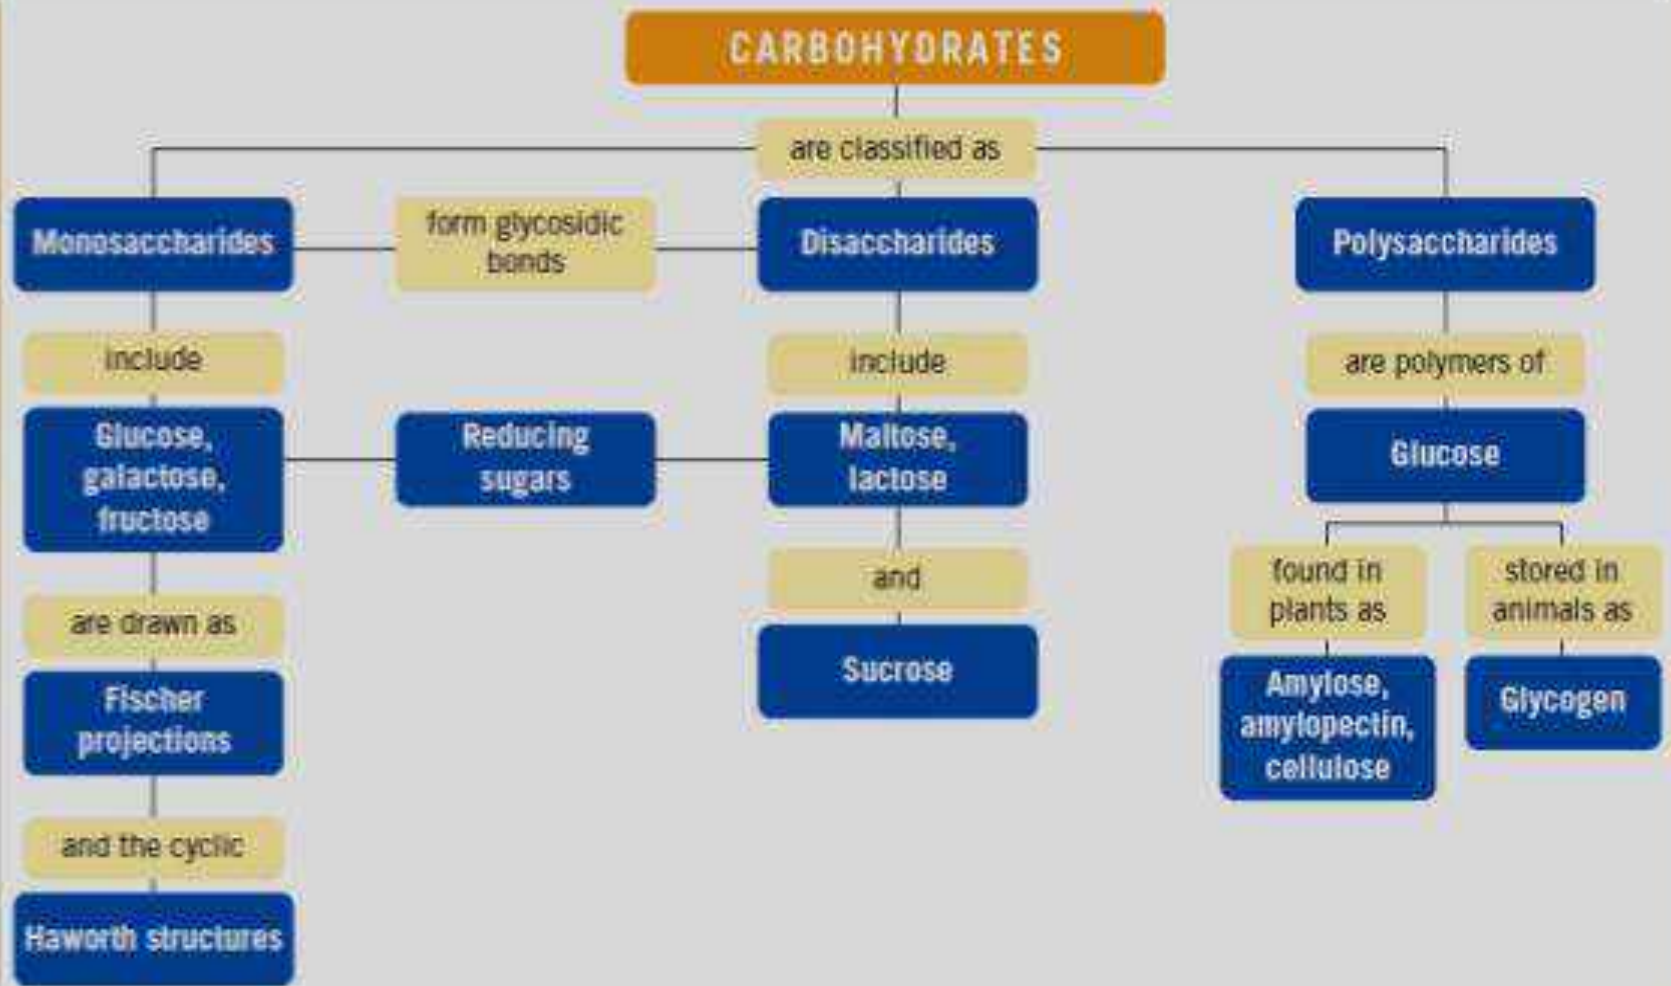 CARBOHYDRATES
are classified as
Monosaccharides
form glycosidic
bonds
Disaccharides
Polysaccharides
include
include
are polymers of
Glucose,
galactose,
fructose
Reducing
sugars
Maltose,
lactose
Glucose
are drawn as
and
found in
plants as
stored in
animals as
Fischer
projections
Sucrose
Amylose,
amylopectin,
cellulose
Glycogen
and the cyclic
Haworth structures